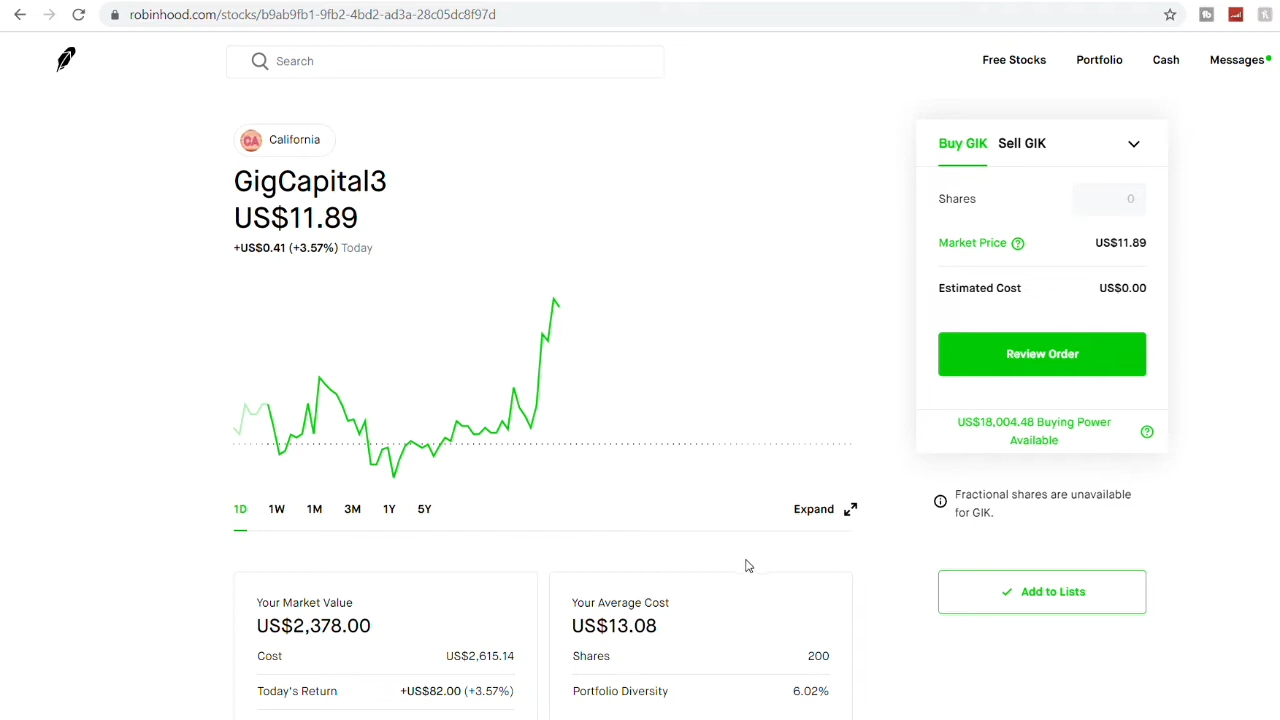 robinhood.com/stocks/b9ab9fb1-9fb2-4bd2-ad3a-28c05dc8f97d
Search
Free Stocks Portfolio Cash Messages
CA California
GigCapital3
US$11.89
+US$0.41 (+3.57%) Today
1D 1W 1M 3M 1Y 5Y
Expand
Your Market Value
US$2,378.00
Cost US$2,615.14
Today's Return +US$82.00 (+3.57%)
Your Average Cost
US$13.08
Shares 200
Portfolio Diversity 6.02%
Buy GIK Sell GIK
Shares 0
Market Price ? US$11.89
Estimated Cost US$0.00
Review Order
US$18,004.48 Buying Power
Available ?
Fractional shares are unavailable
for GIK.
Add to Lists